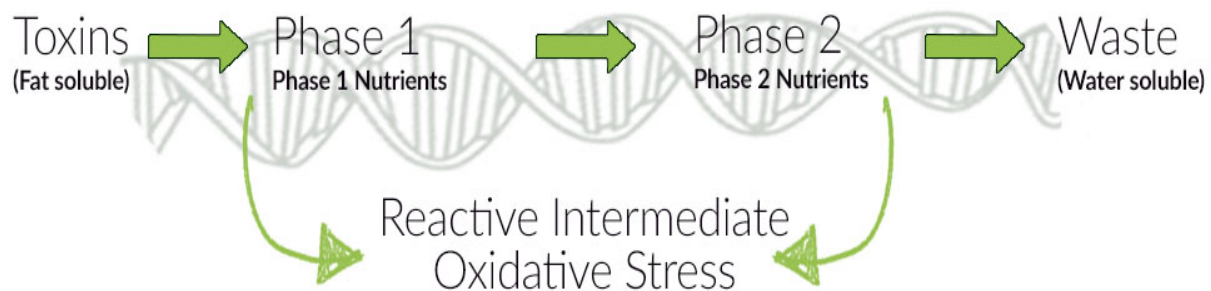 Toxins
(Fat soluble)
Phase 1
Phase 1 Nutrients
Phase 2
Phase 2 Nutrients
Waste
(Water soluble)
Reactive Intermediate
Oxidative Stress